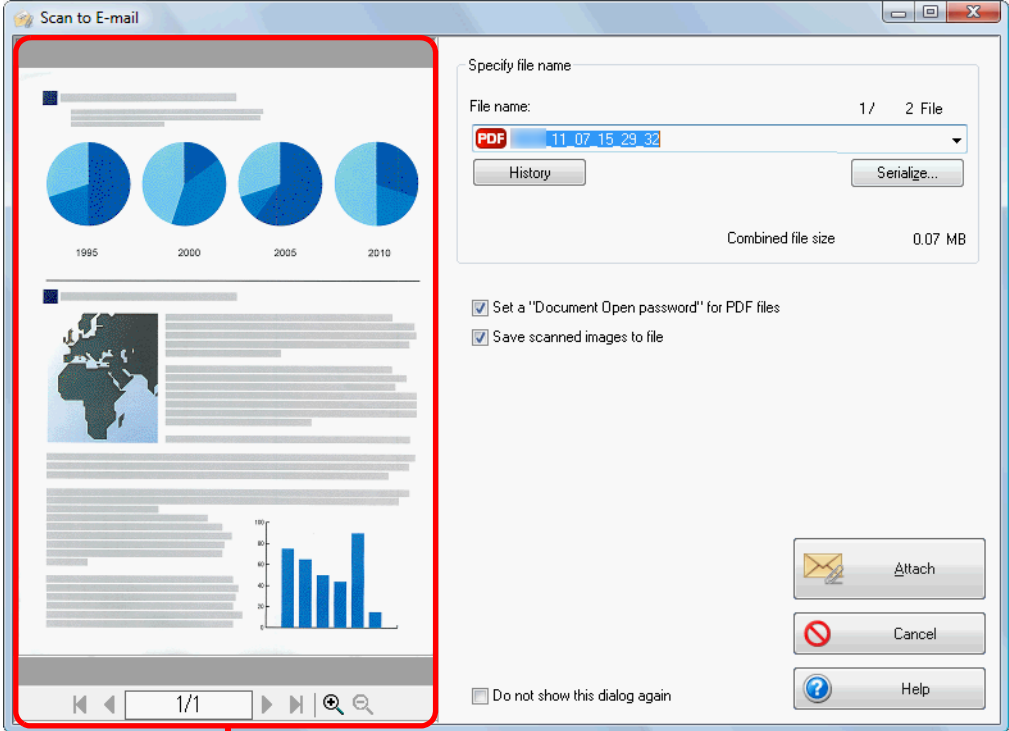 Scan to E-mail
1995 2000 2005 2010
100
80
60
40
20
0
1/1
Specify file name
File name: 1/ 2 File
PDF _11_07_15_29_32
History Serialize...
Combined file size 0.07 MB
Set a "Document Open password" for PDF files
Save scanned images to file
Attach
Cancel
Do not show this dialog again
Help